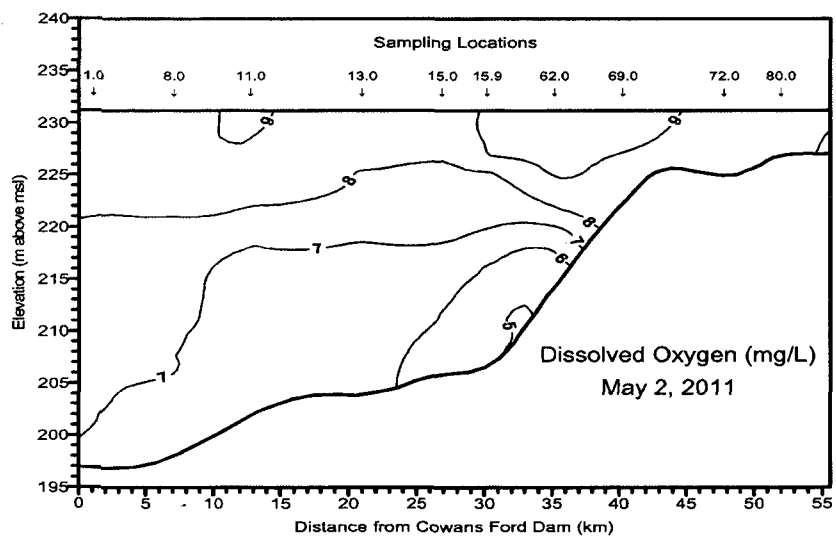 240
235
230
225
220
215
210
205
200
195
Elevation (m above msl)
Sampling Locations
1.0 8.0 11.0 13.0 15.0 15.9 62.0 69.0 72.0 80.0
9 9
8 8
7 7
6
5
7
Dissolved Oxygen (mg/L)
May 2, 2011
0 5 10 15 20 25 30 35 40 45 50 55
Distance from Cowans Ford Dam (km)